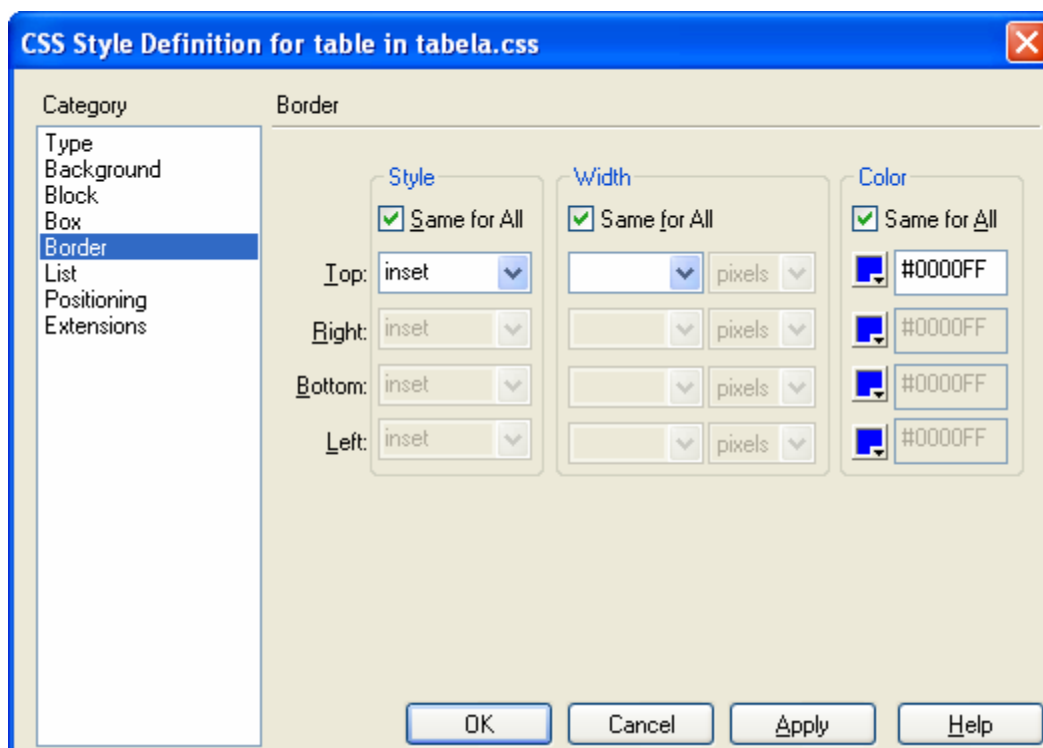 CSS Style Definition for table in tabela.css
Category
Border
Type
Background
Block
Box
Border
List
Positioning
Extensions
Style
Width
Color
Same for All
Same for All
Same for All
Top:
inset
pixels
#0000FF
Right:
inset
pixels
#0000FF
Bottom:
inset
pixels
#0000FF
Left:
inset
pixels
#0000FF
OK
Cancel
Apply
Help